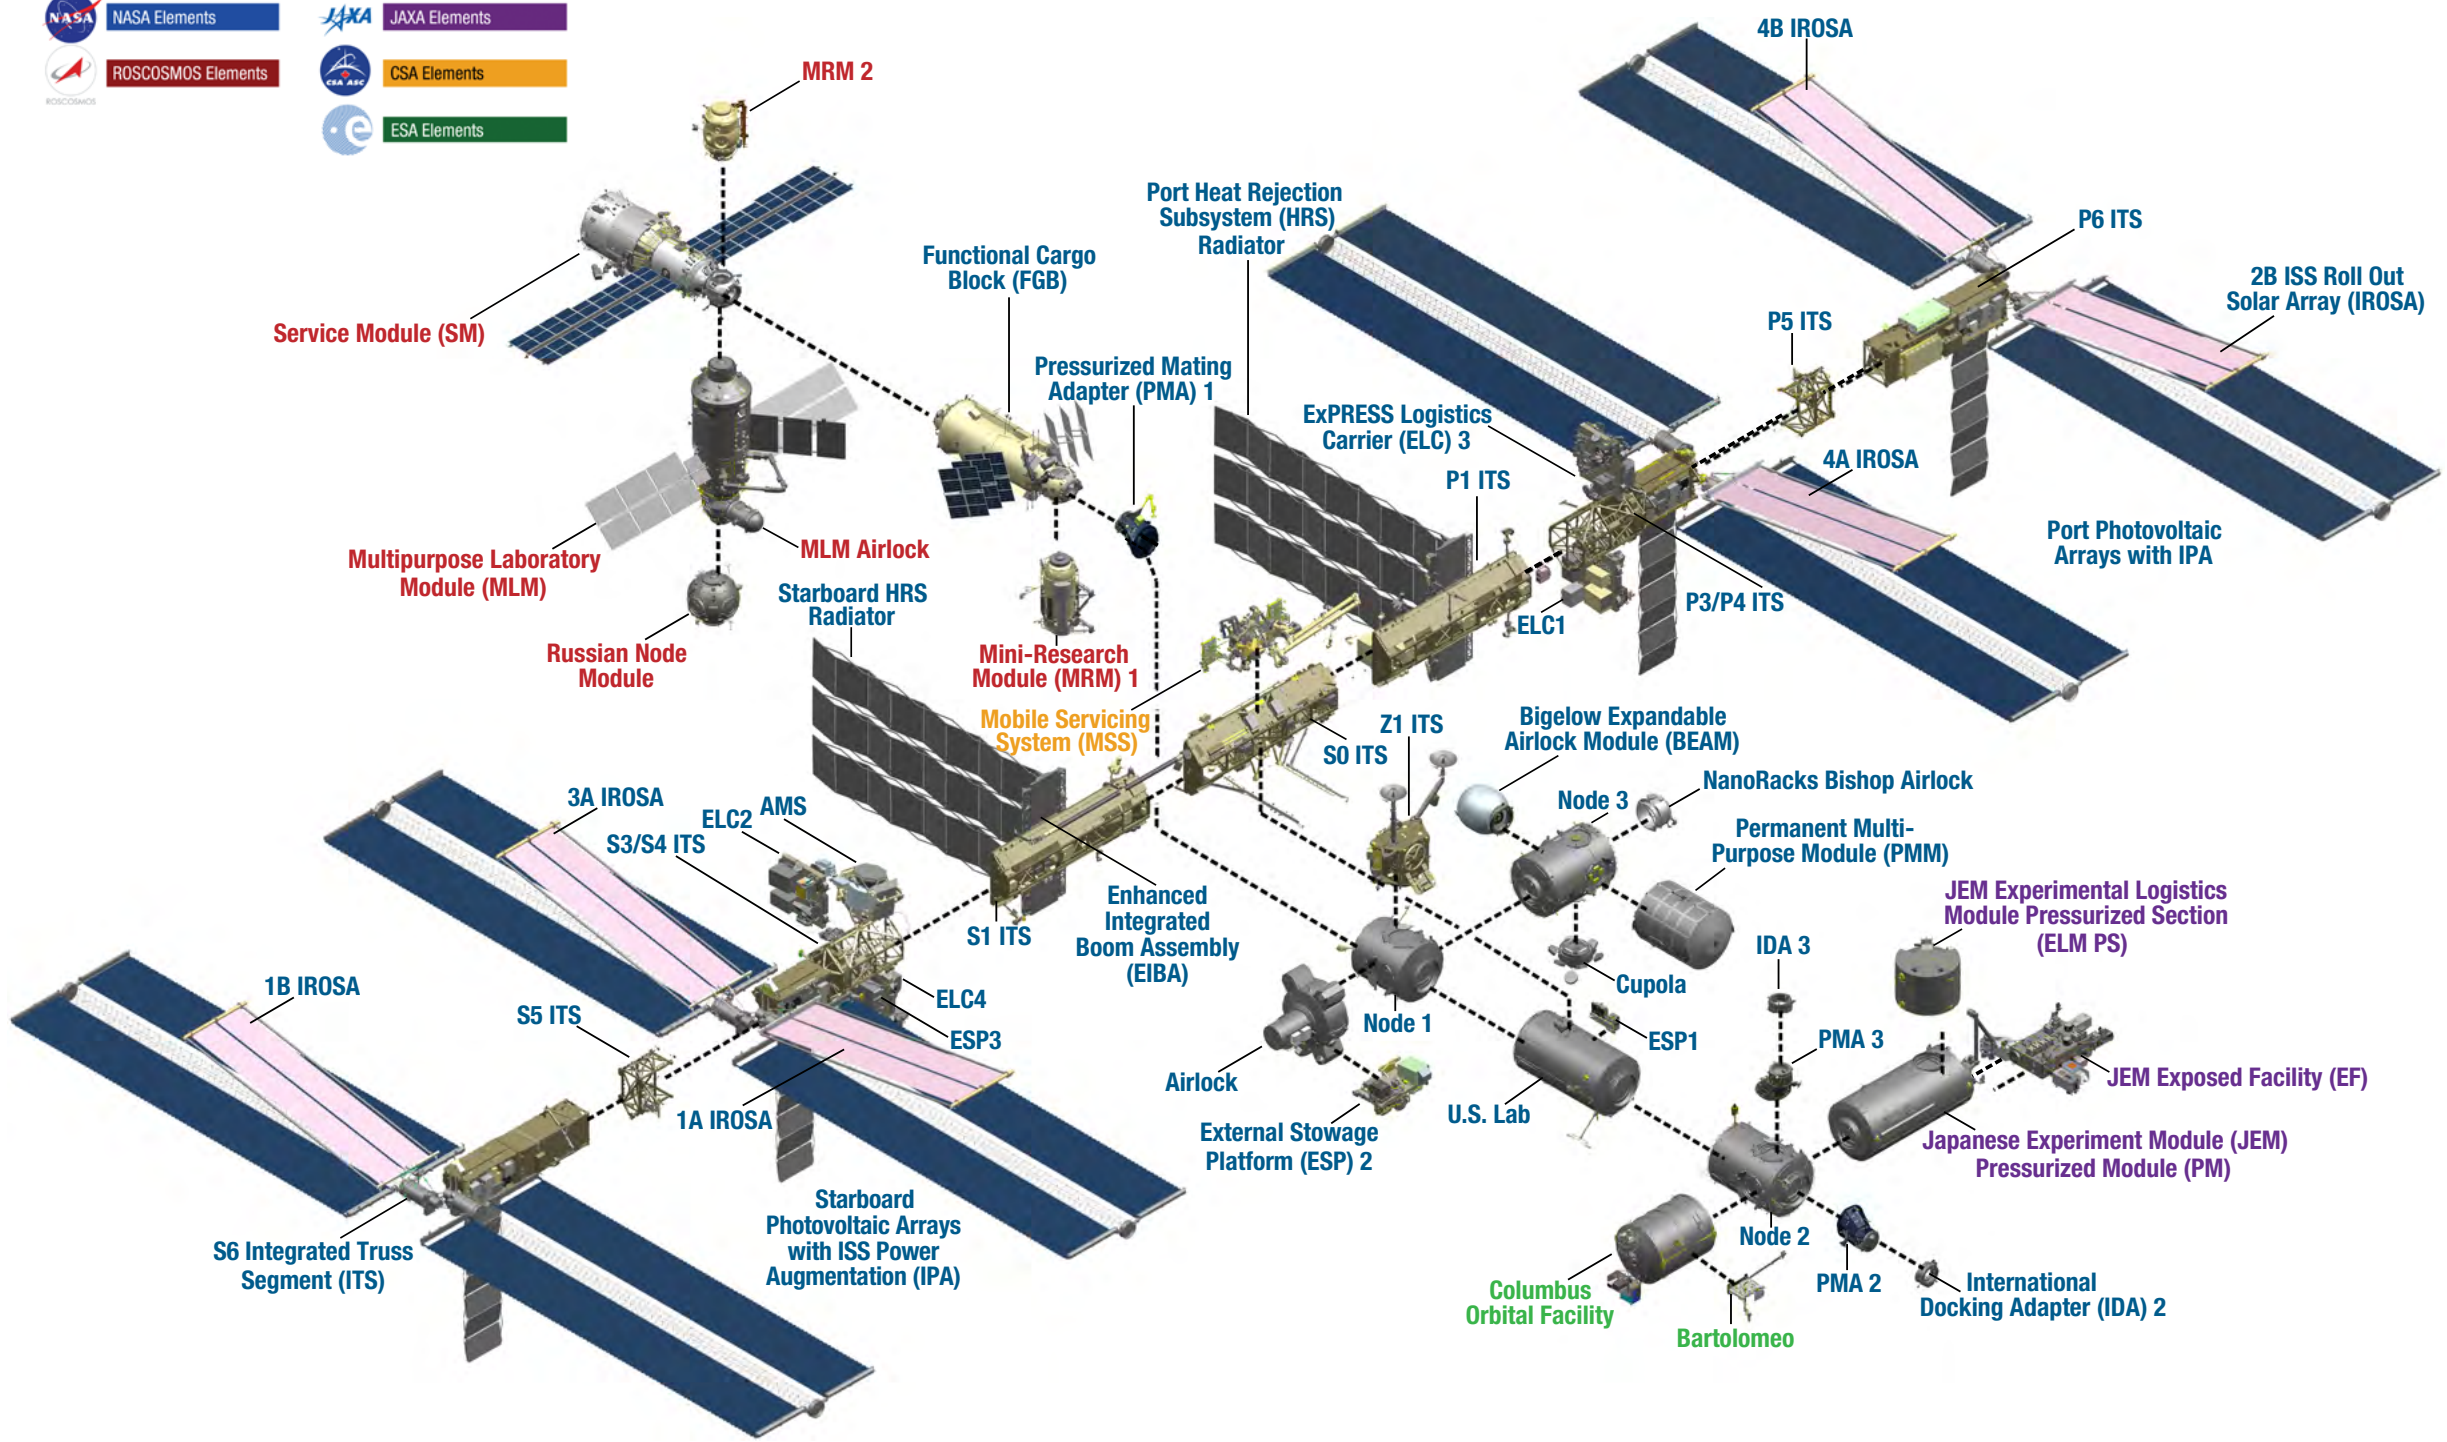 NASA
NASA Elements
JAXA
JAXA Elements
ROSCOSMOS Elements
ROSCOSMOS
CSA ASC
CSA Elements
e
ESA Elements
MRM 2
4B IROSA
Port Heat Rejection
Subsystem (HRS)
Radiator
P6 ITS
Functional Cargo
Block (FGB)
2B ISS Roll Out
Solar Array (IROSA)
Service Module (SM)
P5 ITS
Pressurized Mating
Adapter (PMA) 1
ExPRESS Logistics
Carrier (ELC) 3
4A IROSA
P1 ITS
Port Photovoltaic
Arrays with IPA
Multipurpose Laboratory
Module (MLM)
MLM Airlock
Starboard HRS
Radiator
P3/P4 ITS
ELC1
Russian Node
Module
Mini-Research
Module (MRM) 1
Mobile Servicing
System (MSS)
S0 ITS
Z1 ITS
Bigelow Expandable
Airlock Module (BEAM)
NanoRacks Bishop Airlock
Node 3
3A IROSA
AMS
ELC2
S3/S4 ITS
Permanent Multi-
Purpose Module (PMM)
Enhanced
Integrated
Boom Assembly
(EIBA)
S1 ITS
JEM Experimental Logistics
Module Pressurized Section
(ELM PS)
IDA 3
Cupola
1B IROSA
S5 ITS
ELC4
ESP3
Node 1
ESP1
PMA 3
Airlock
JEM Exposed Facility (EF)
1A IROSA
U.S. Lab
External Stowage
Platform (ESP) 2
Japanese Experiment Module (JEM)
Pressurized Module (PM)
Starboard
Photovoltaic Arrays
with ISS Power
Augmentation (IPA)
S6 Integrated Truss
Segment (ITS)
Node 2
PMA 2
International
Docking Adapter (IDA) 2
Columbus
Orbital Facility
Bartolomeo